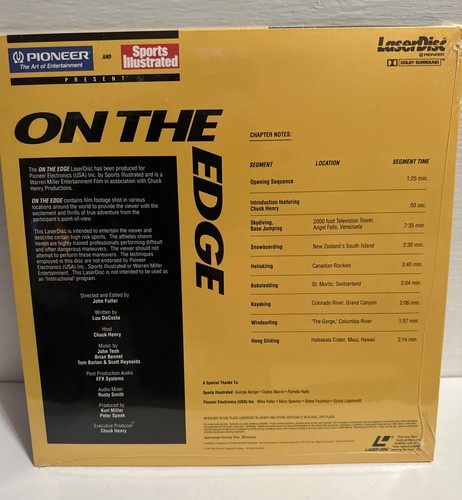 PIONEER
The Art of Entertainment
AND
Sports
Illustrated
PRESENT
LaserDisc
PIONEER
DOLBY SURROUND
ON THE
EDGE
The ON THE EDGE LaserDisc has been produced for
Pioneer Electronics (USA) Inc. by Sports Illustrated and is a
Warren Miller Entertainment Film in association with Chuck
Henry Productions.
ON THE EDGE contains film footage shot in various
locations around the world to provide the viewer with the
excitement and thrills of true adventure from the
participant's point-of-view.
This LaserDisc is intended to entertain the viewer and
describe certain high risk sports. The athletes shown
herein are highly trained professionals performing difficult
and often dangerous maneuvers. The viewer should not
attempt to perform these maneuvers. The techniques
employed in this disc are not endorsed by Pioneer
Electronics (USA), Sports Illustrated or Warren Miller
Entertainment. This LaserDisc is not intended to be used as
an "Instructional" program.
Directed and Edited by
John Fuller
Written by
Lou DeCosta
Host
Chuck Henry
Music by
John Tesh
Brian Bennet
Tom Barton & Scott Reynolds
Post Production Audio
EFX Systems
Audio Mixer
Rusty Smith
Produced by
Kurt Miller
Peter Speek
Executive Producer
Chuck Henry
CHAPTER NOTES:
SEGMENT LOCATION SEGMENT TIME
Opening Sequence 1:25 min.
Introduction featuring
Chuck Henry :50 sec.
Skydiving, 2000 foot Television Tower,
Base Jumping Angel Falls, Venezuela 7:35 min.
Snowboarding New Zealand's South Island 2:30 min.
Heliskiing Canadian Rockies 3:40 min.
Bobsledding St. Moritz, Switzerland 2:04 min.
Kayaking Colorado River, Grand Canyon 2:06 min.
Windsurfing "The Gorge," Columbia River 1:57 min.
Hang Gliding Haleakala Crater, Maui, Hawaii 2:14 min.
A Special Thanks To:
Sports Illustrated
Pioneer Electronics (USA) Inc.
LASERDISC